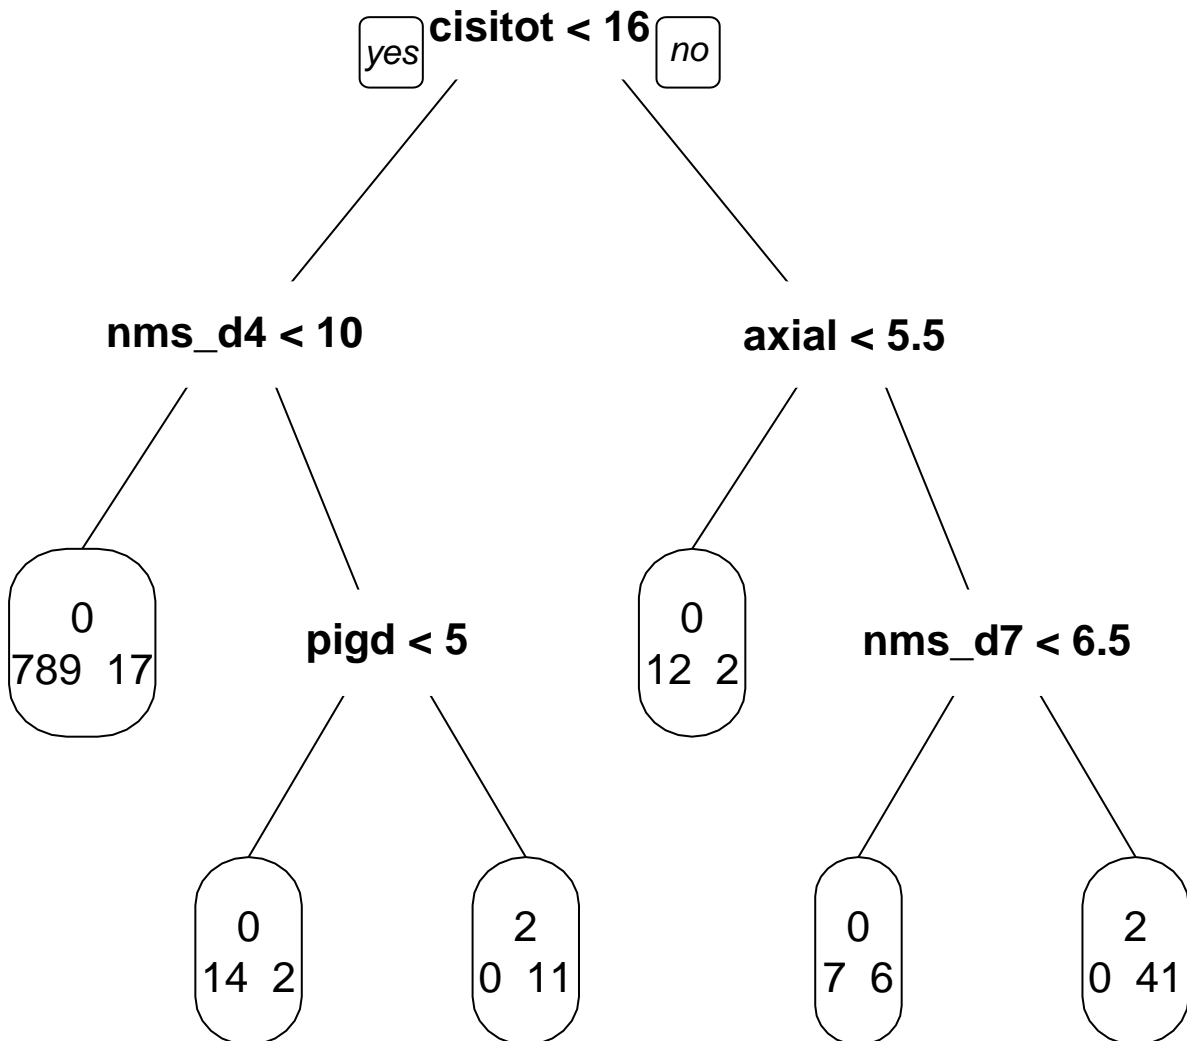 cisitot < 16
yes
no
nms_d4 < 10
axial < 5.5
0
789 17
pigd < 5
0
12 2
nms_d7 < 6.5
0
14 2
2
0 11
0
7 6
2
0 41